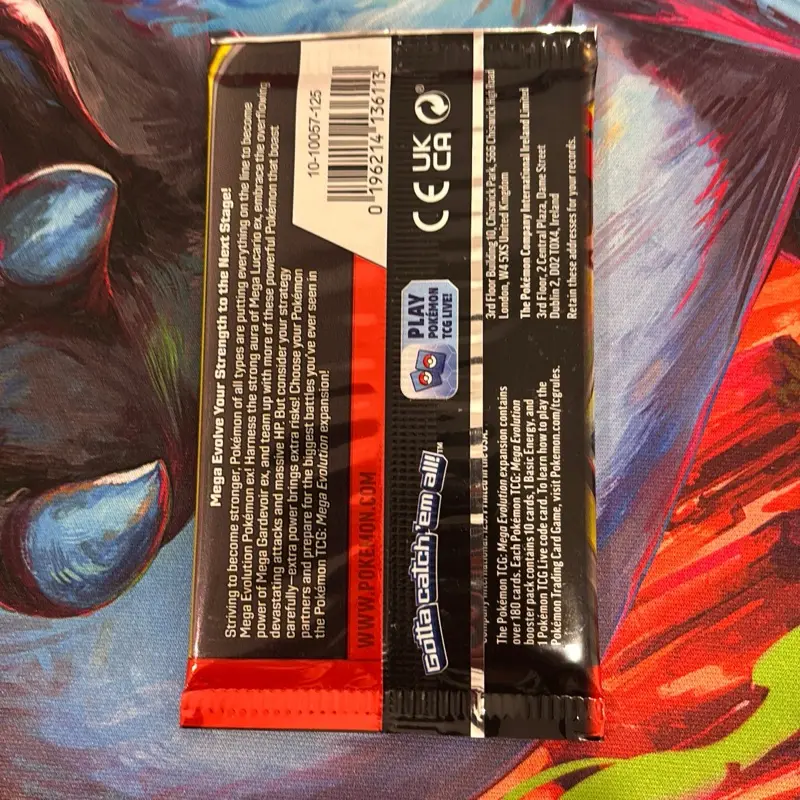 Mega Evolve Your Strength to the Next Stage!
Striving to become stronger, Pokémon of all types are putting everything on the line to become
Mega Evolution Pokémon ex! Harness the strong aura of Mega Lucario ex, embrace the overflowing
power of Mega Gardevoir ex, and team up with more of these powerful Pokémon that boast
devastating attacks and massive HP. But consider your strategy
carefully—extra power brings extra risks! Choose your Pokémon
partners and prepare for the biggest battles you've ever seen in
the Pokémon TCG: Mega Evolution expansion!
10-10057-125
0 196214 136113
WWW.POKEMON.COM
Gotta catch 'em all!™
PLAY
POKÉMON
TCG LIVE!
CE UK
CA ®
The Pokémon TCG: Mega Evolution expansion contains
over 180 cards. Each Pokémon TCG: Mega Evolution
booster pack contains 10 cards, 1 Basic Energy, and
1 Pokémon TCG Live code card. To learn how to play the
Pokémon Trading Card Game, visit Pokemon.com/tcgrules.
3rd Floor Building 10, Chiswick Park, 566 Chiswick High Road
London, W4 5XS United Kingdom
The Pokémon Company International Ireland Limited
3rd Floor, 2 Central Plaza, Dame Street
Dublin 2, D02 T0X4, Ireland
Retain these addresses for your records.